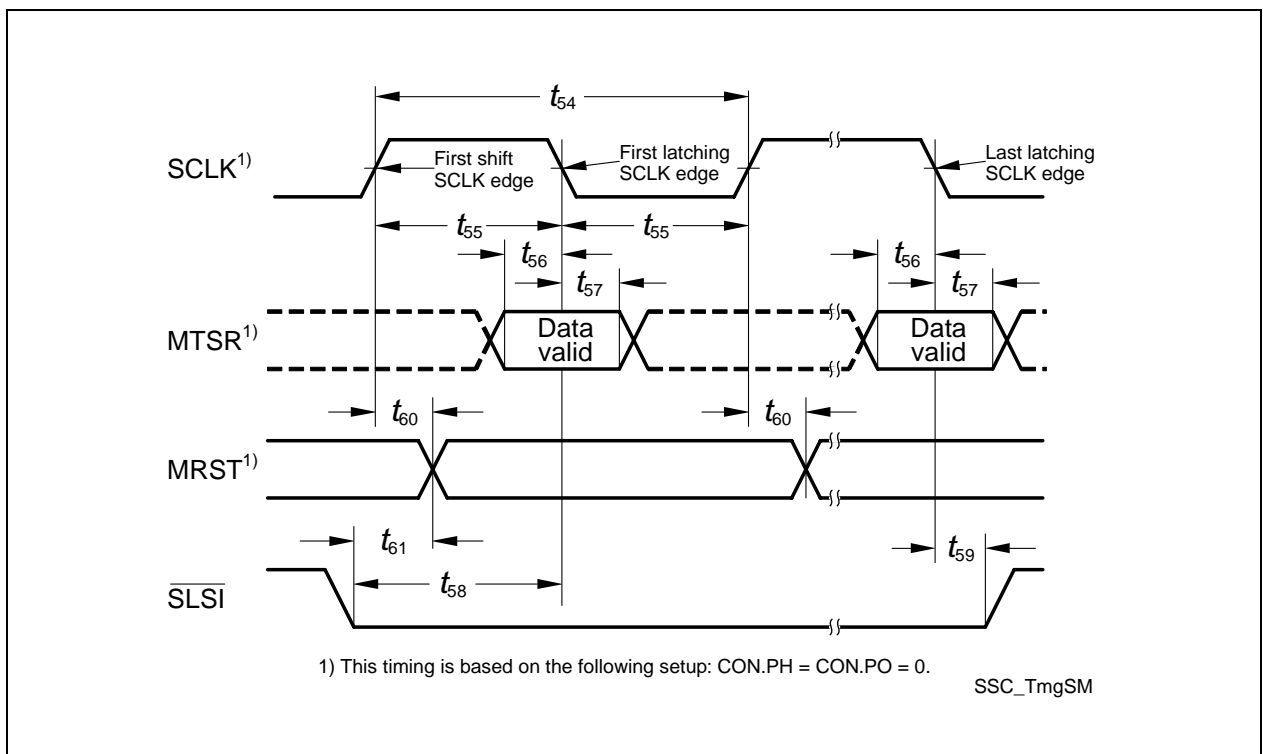 t54
SCLK1)
First shift
SCLK edge
First latching
SCLK edge
Last latching
SCLK edge
t55
t55
t56
t57
t56
t57
MTSR1)
Data
valid
Data
valid
t60
t60
MRST1)
t61
t58
t59
SLSI
1) This timing is based on the following setup: CON.PH = CON.PO = 0.
SSC_TmgSM